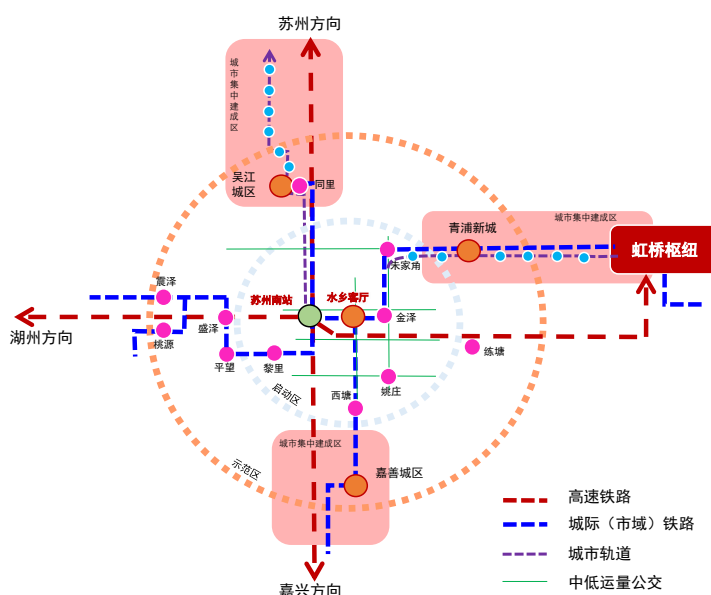 苏州方向
城市集中建成区
吴江
城区
同里
城市集中建成区
青浦新城
虹桥枢纽
朱家角
震泽
苏州南站
水乡客厅
金泽
湖州方向
盛泽
桃源
平望
黎里
练塘
启动区
西塘
姚庄
城市集中建成区
示范区
嘉善城区
嘉兴方向
高速铁路
城际（市域）铁路
城市轨道
中低运量公交